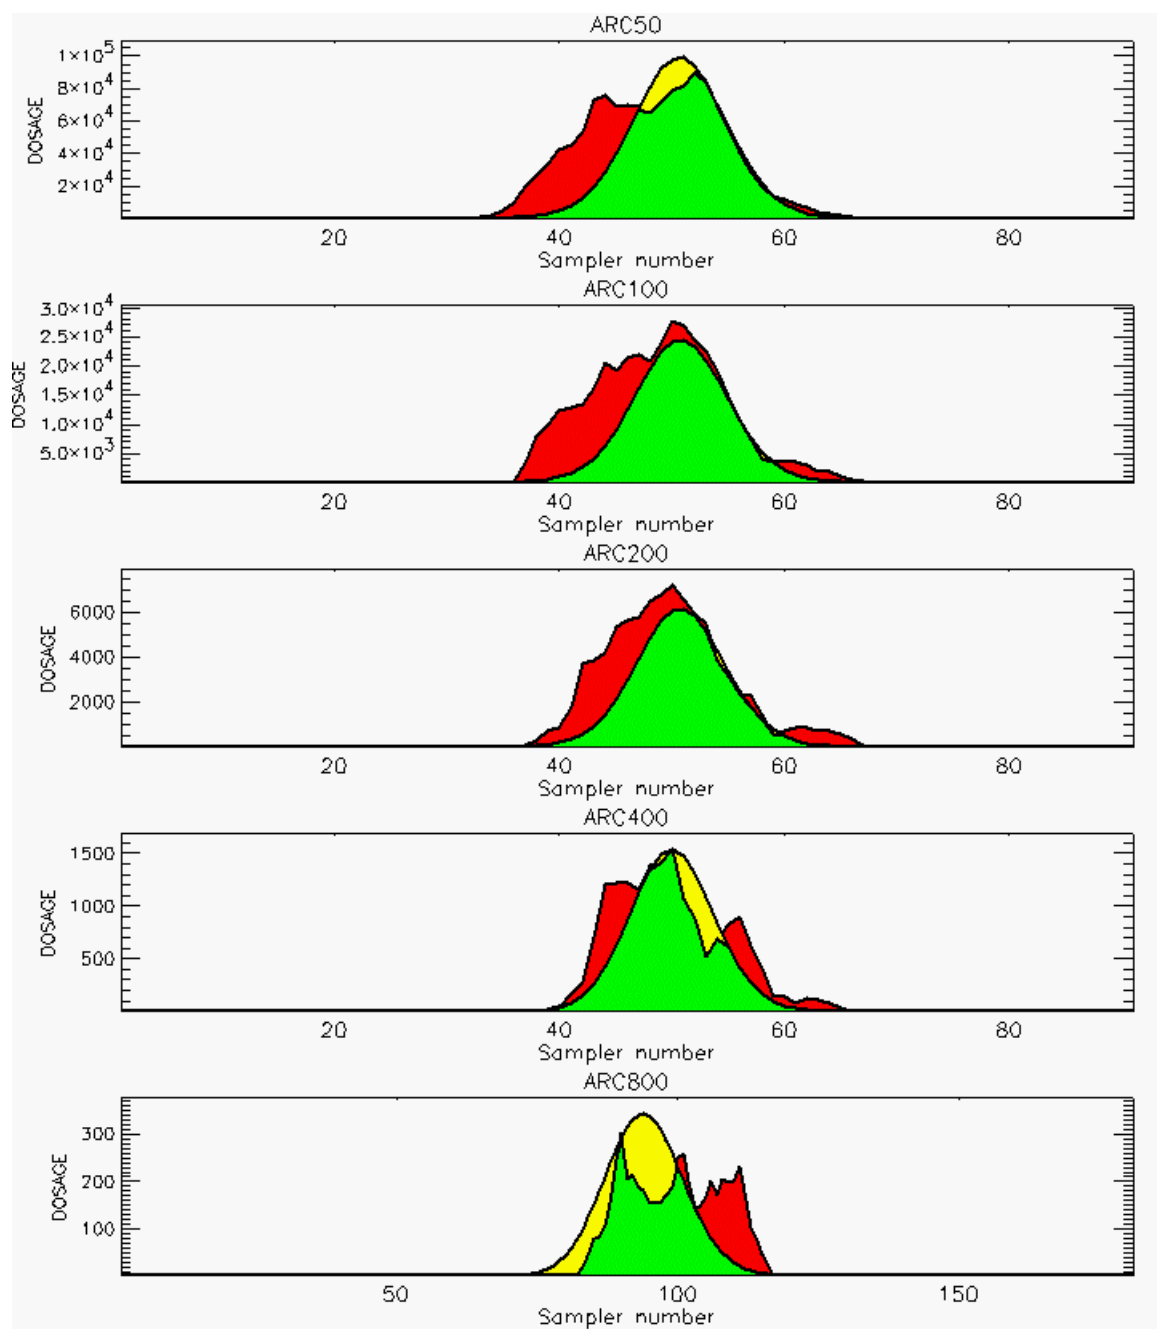 ARC50
1×10⁵
8×10⁴
6×10⁴
4×10⁴
2×10⁴
DOSAGE
20 40 60 80
Sampler number
ARC100
3.0×10⁴
2.5×10⁴
2.0×10⁴
1.5×10⁴
1.0×10⁴
5.0×10³
DOSAGE
20 40 60 80
Sampler number
ARC200
6000
4000
2000
DOSAGE
20 40 60 80
Sampler number
ARC400
1500
1000
500
DOSAGE
20 40 60 80
Sampler number
ARC800
300
200
100
DOSAGE
50 100 150
Sampler number